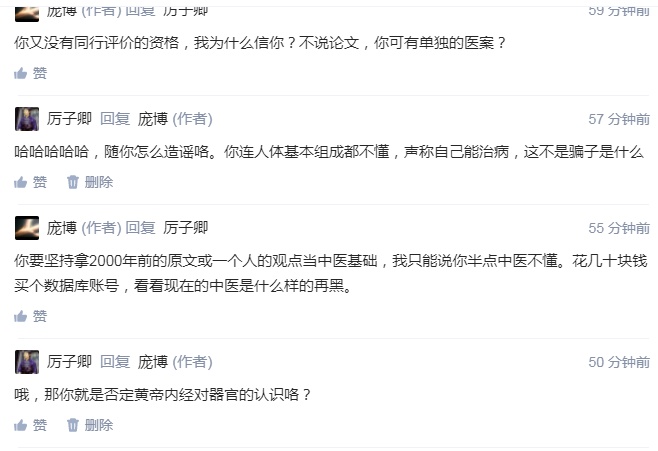 庞博 (作者) 回复 厉子卿 59 分钟前
你又没有同行评价的资格，我为什么信你？不说论文，你可有单独的医案？
赞
厉子卿 回复 庞博 (作者) 57 分钟前
哈哈哈哈哈，随你怎么造谣咯。你连人体基本组成都不懂，声称自己能治病，这不是骗子是什么
赞 删除
庞博 (作者) 回复 厉子卿 55 分钟前
你要坚持拿2000年前的原文或一个人的观点当中医基础，我只能说你半点中医不懂。花几十块钱
买个数据库账号，看看现在的中医是什么样的再黑。
赞
厉子卿 回复 庞博 (作者) 50 分钟前
哦，那你就是否定黄帝内经对器官的认识咯？
赞 删除